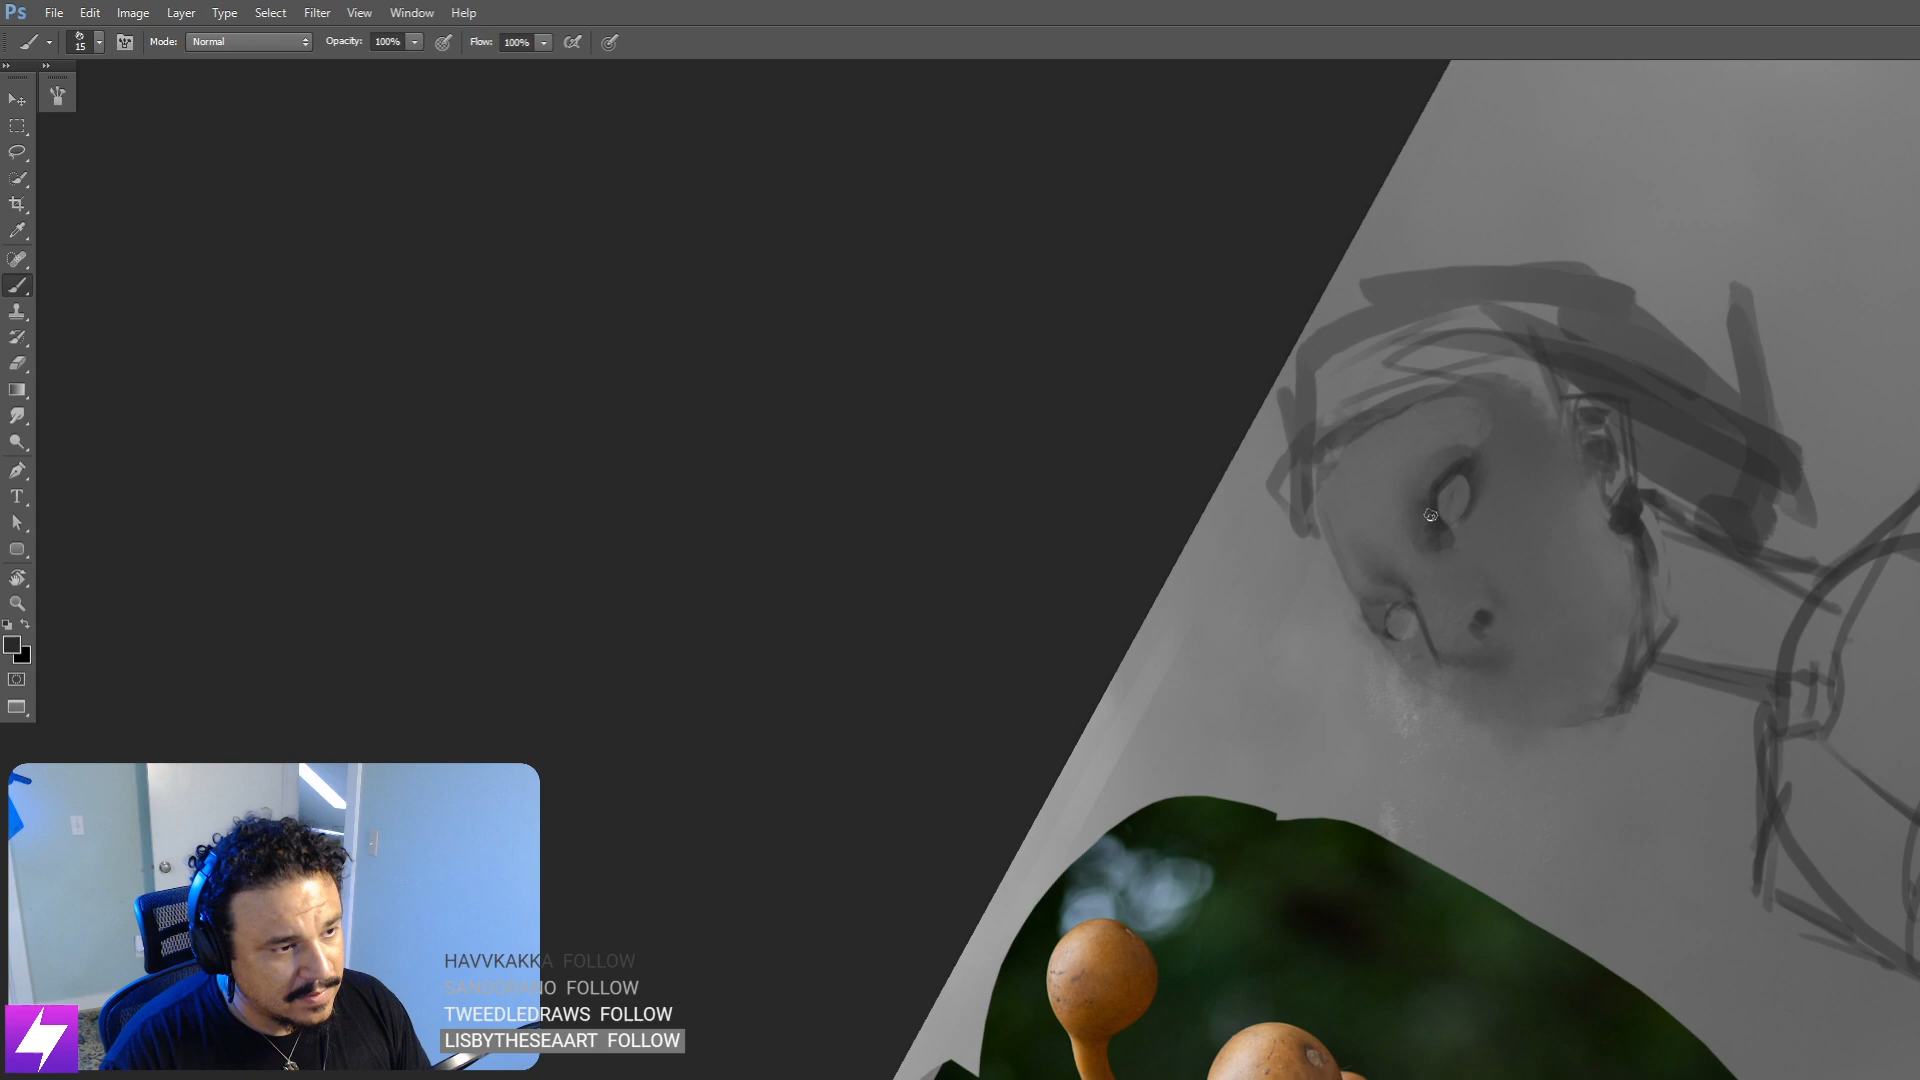 Ps File Edit Image Layer Type Select Filter View Window Help
15 Mode: Normal Opacity: 100% Flow: 100%
T
HAVVKAKKA FOLLOW
FOLLOW
TWEEDLEDRAWS FOLLOW
LISBYTHESEAART FOLLOW